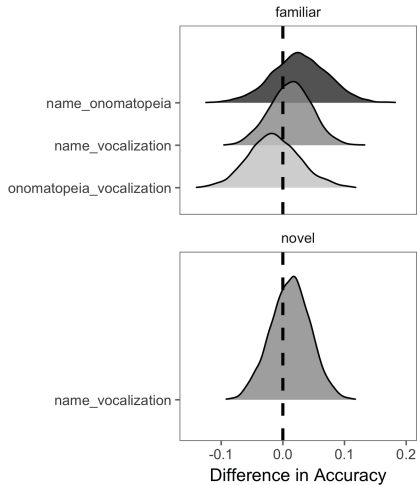 familiar
name_onomatopeia
name_vocalization
onomatopeia_vocalization
novel
name_vocalization
-0.1 0.0 0.1 0.2
Difference in Accuracy